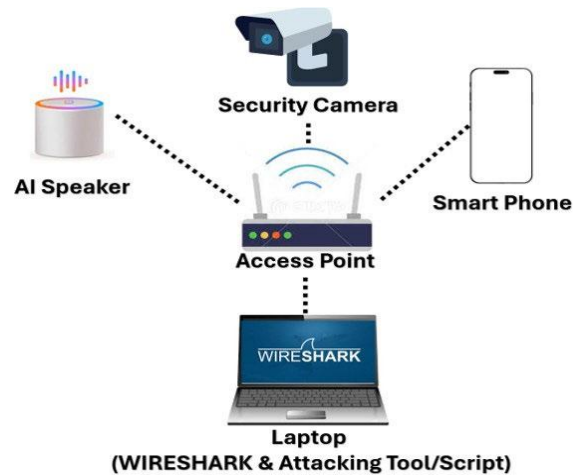 Security Camera
AI Speaker
Smart Phone
Access Point
WIRESHARK
Laptop
(WIRESHARK & Attacking Tool/Script)